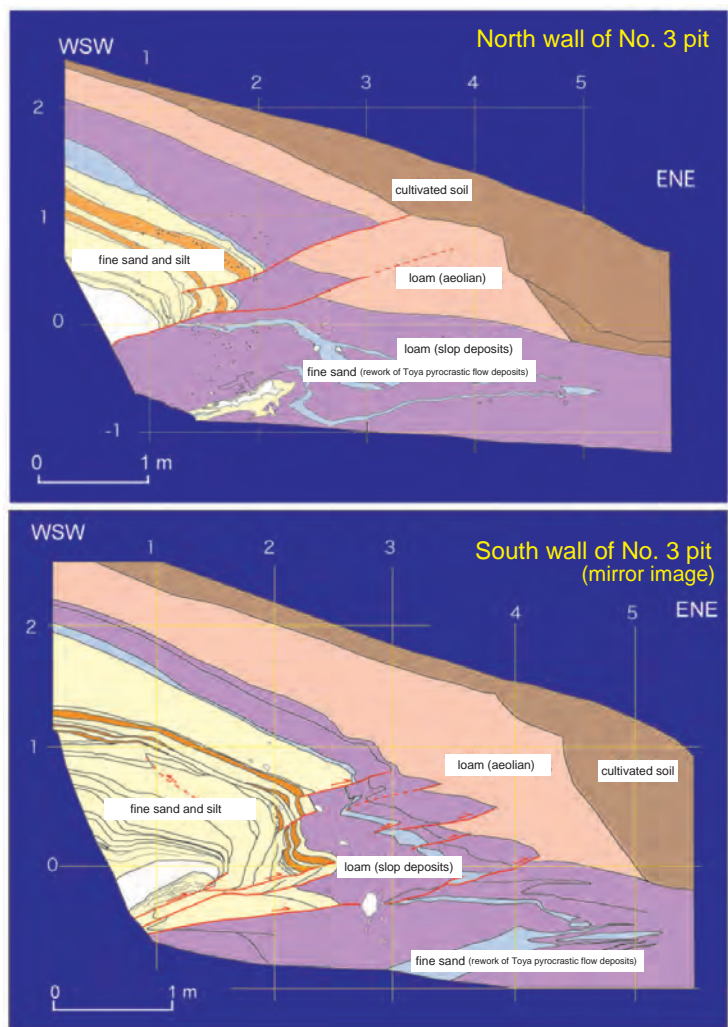 North wall of No. 3 pit
WSW
1
2
3
4
5
2
ENE
cultivated soil
1
fine sand and silt
loam (aeolian)
0
loam (slop deposits)
fine sand (rework of Toya pyrocrastic flow deposits)
-1
0
1 m
WSW
1
2
3
South wall of No. 3 pit
(mirror image)
4
5
ENE
2
1
loam (aeolian)
cultivated soil
fine sand and silt
0
loam (slop deposits)
fine sand (rework of Toya pyrocrastic flow deposits)
0
1 m